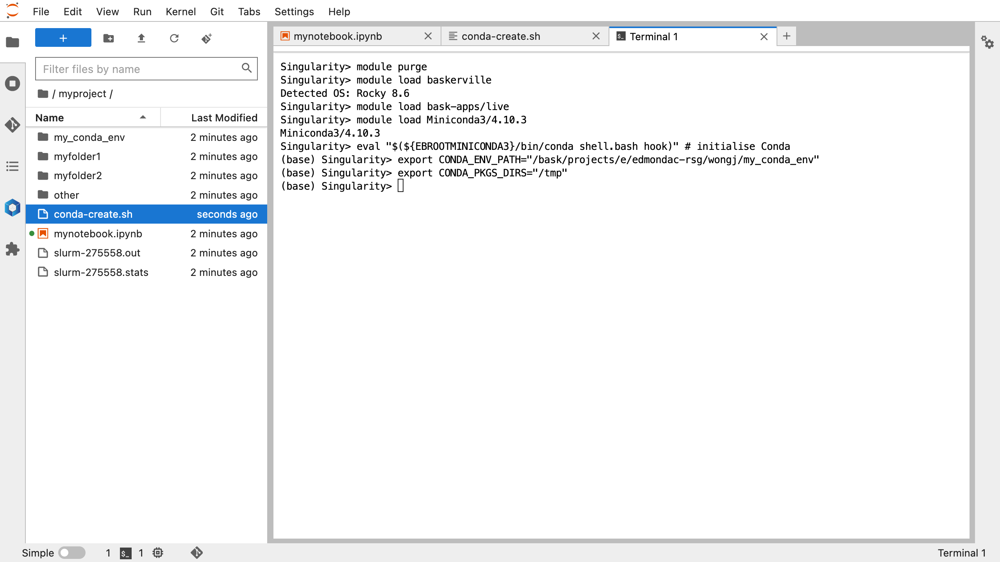 File Edit View Run Kernel Git Tabs Settings Help
mynotebook.ipynb
conda-create.sh
Terminal 1
Filter files by name
/ myproject /
Name Last Modified
my_conda_env 2 minutes ago
myfolder1 2 minutes ago
myfolder2 2 minutes ago
other 2 minutes ago
conda-create.sh seconds ago
mynotebook.ipynb 2 minutes ago
slurm-275558.out 2 minutes ago
slurm-275558.stats 2 minutes ago
Singularity> module purge
Singularity> module load baskerville
Detected OS: Rocky 8.6
Singularity> module load bask-apps/live
Singularity> module load Miniconda3/4.10.3
Miniconda3/4.10.3
Singularity> eval "$(${EBROOTMINICONDA3}/bin/conda shell.bash hook)" # initialise Conda
(base) Singularity> export CONDA_ENV_PATH="/bask/projects/e/edmondac-rsg/wongj/my_conda_env"
(base) Singularity> export CONDA_PKGS_DIRS="/tmp"
(base) Singularity>
Simple 1 $_ 1 Terminal 1